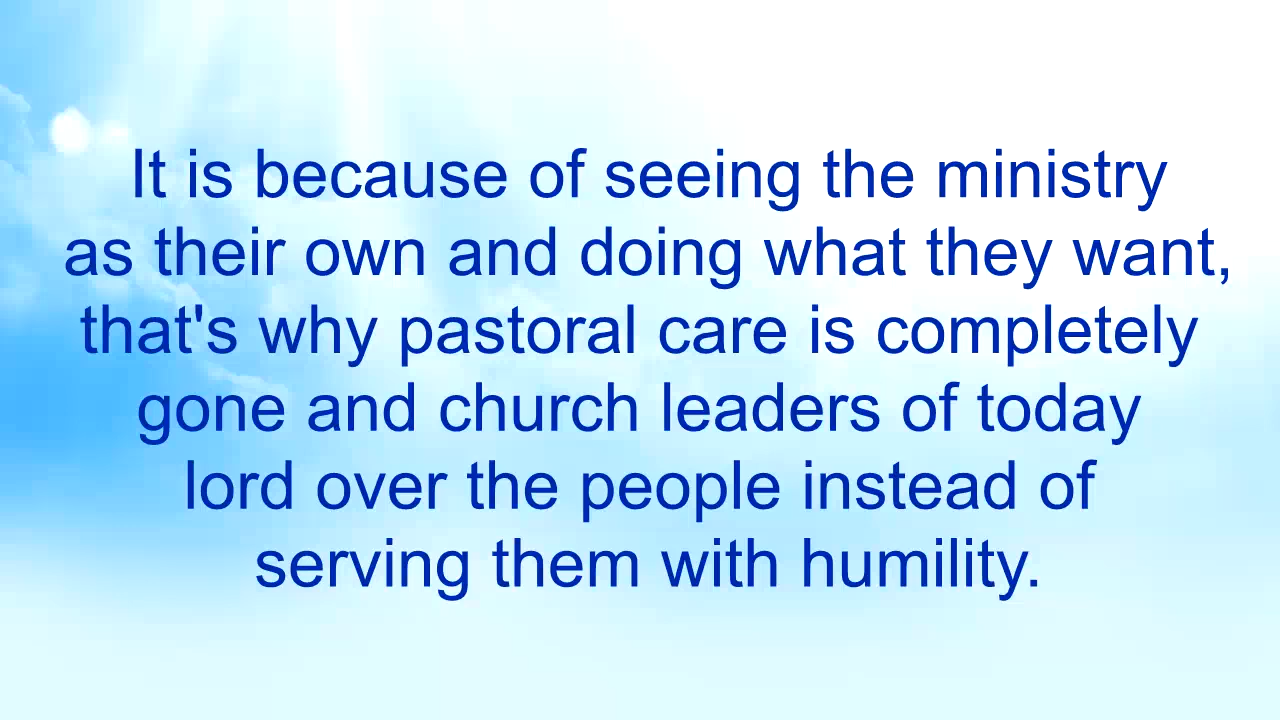 It is because of seeing the ministry
as their own and doing what they want,
that's why pastoral care is completely
gone and church leaders of today
lord over the people instead of
serving them with humility.